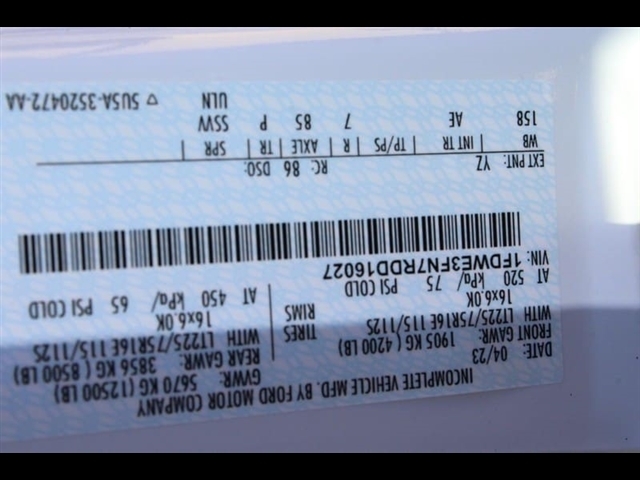 INCOMPLETE VEHICLE MFD. BY FORD MOTOR COMPANY
DATE: 04/23 GVWR: 5670 KG (12500 LB)
FRONT GAWR: 1905 KG (4200 LB) REAR GAWR: 3856 KG (8500 LB)
WITH LT225/75R16E 115/112S TIRES WITH LT225/75R16E 115/112S
16x6.0K RIMS 16x6.0K
AT 520 kPa/ 75 PSI COLD AT 450 kPa/ 65 PSI COLD
VIN: 1FDWE3FN7RDD16027
EXT PNT: YZ RC: 86 DSO:
WB | INT TR | TP/PS | R | AXLE | TR | SPR
158 AE 7 85 P SSW
ULN
▽ 5U5A-3520472-AA